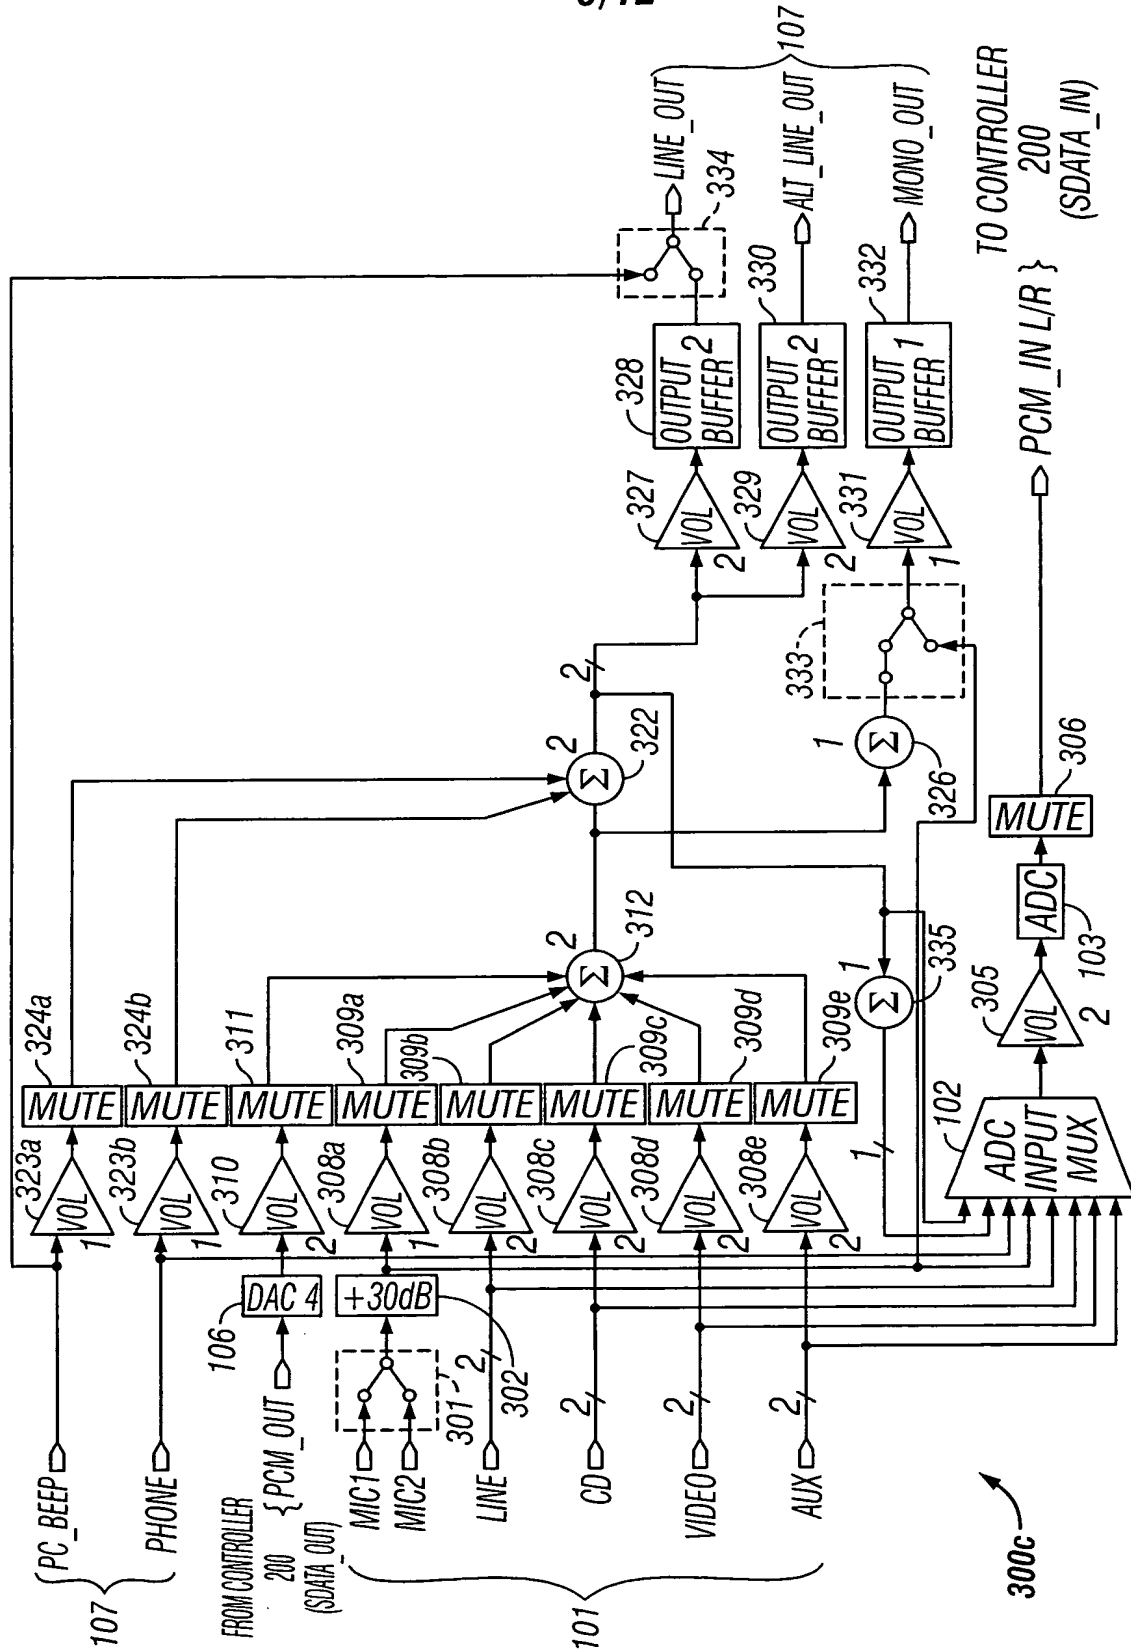 PC_BEEP
PHONE
107
FROM CONTROLLER
200
(SDATA_OUT)
{PCM_OUT
MIC1
MIC2
LINE
CD
VIDEO
AUX
101
106
DAC 4
+30dB
301
302
2
2
2
2
323a
VOL
1
323b
VOL
1
310
VOL
2
308a
VOL
1
308b
VOL
2
308c
VOL
2
308d
VOL
2
308e
VOL
2
324a
MUTE
324b
MUTE
311
MUTE
309a
MUTE
309b
MUTE
309c
MUTE
309d
MUTE
309e
MUTE
2
Σ
312
2
Σ
322
2
1
Σ
335
1
1
Σ
326
333
102
ADC
INPUT
MUX
305
VOL
2
ADC
103
MUTE
306
327
VOL
2
329
VOL
2
331
VOL
1
328
OUTPUT
BUFFER 2
330
OUTPUT
BUFFER 2
332
OUTPUT
BUFFER 1
334
LINE_OUT
ALT_LINE_OUT
MONO_OUT
107
PCM_IN L/R }
TO CONTROLLER
200
(SDATA_IN)
300c